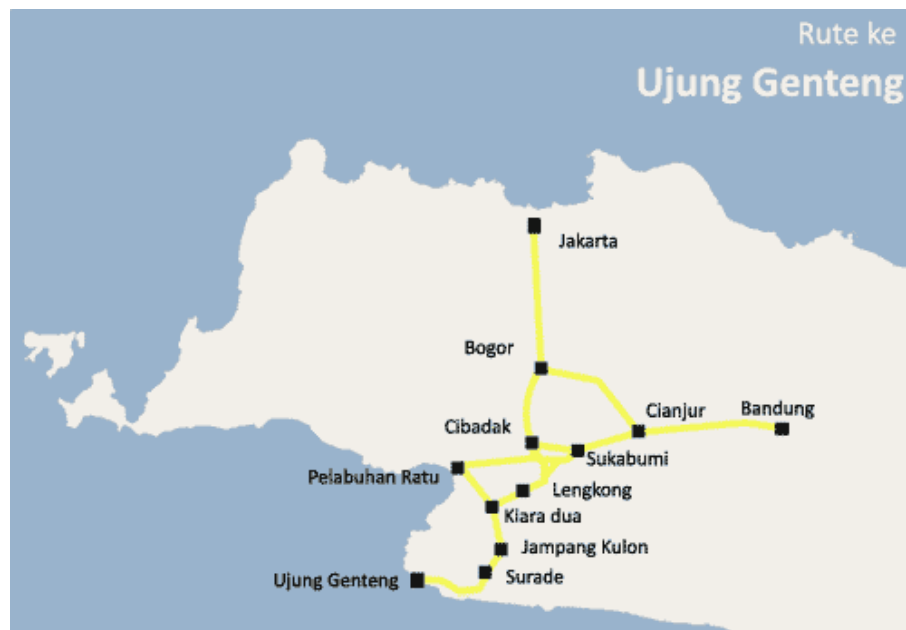 Rute ke
Ujung Genteng
Jakarta
Bogor
Cianjur
Bandung
Cibadak
Sukabumi
Pelabuhan Ratu
Lengkong
Kiara dua
Jampang Kulon
Surade
Ujung Genteng